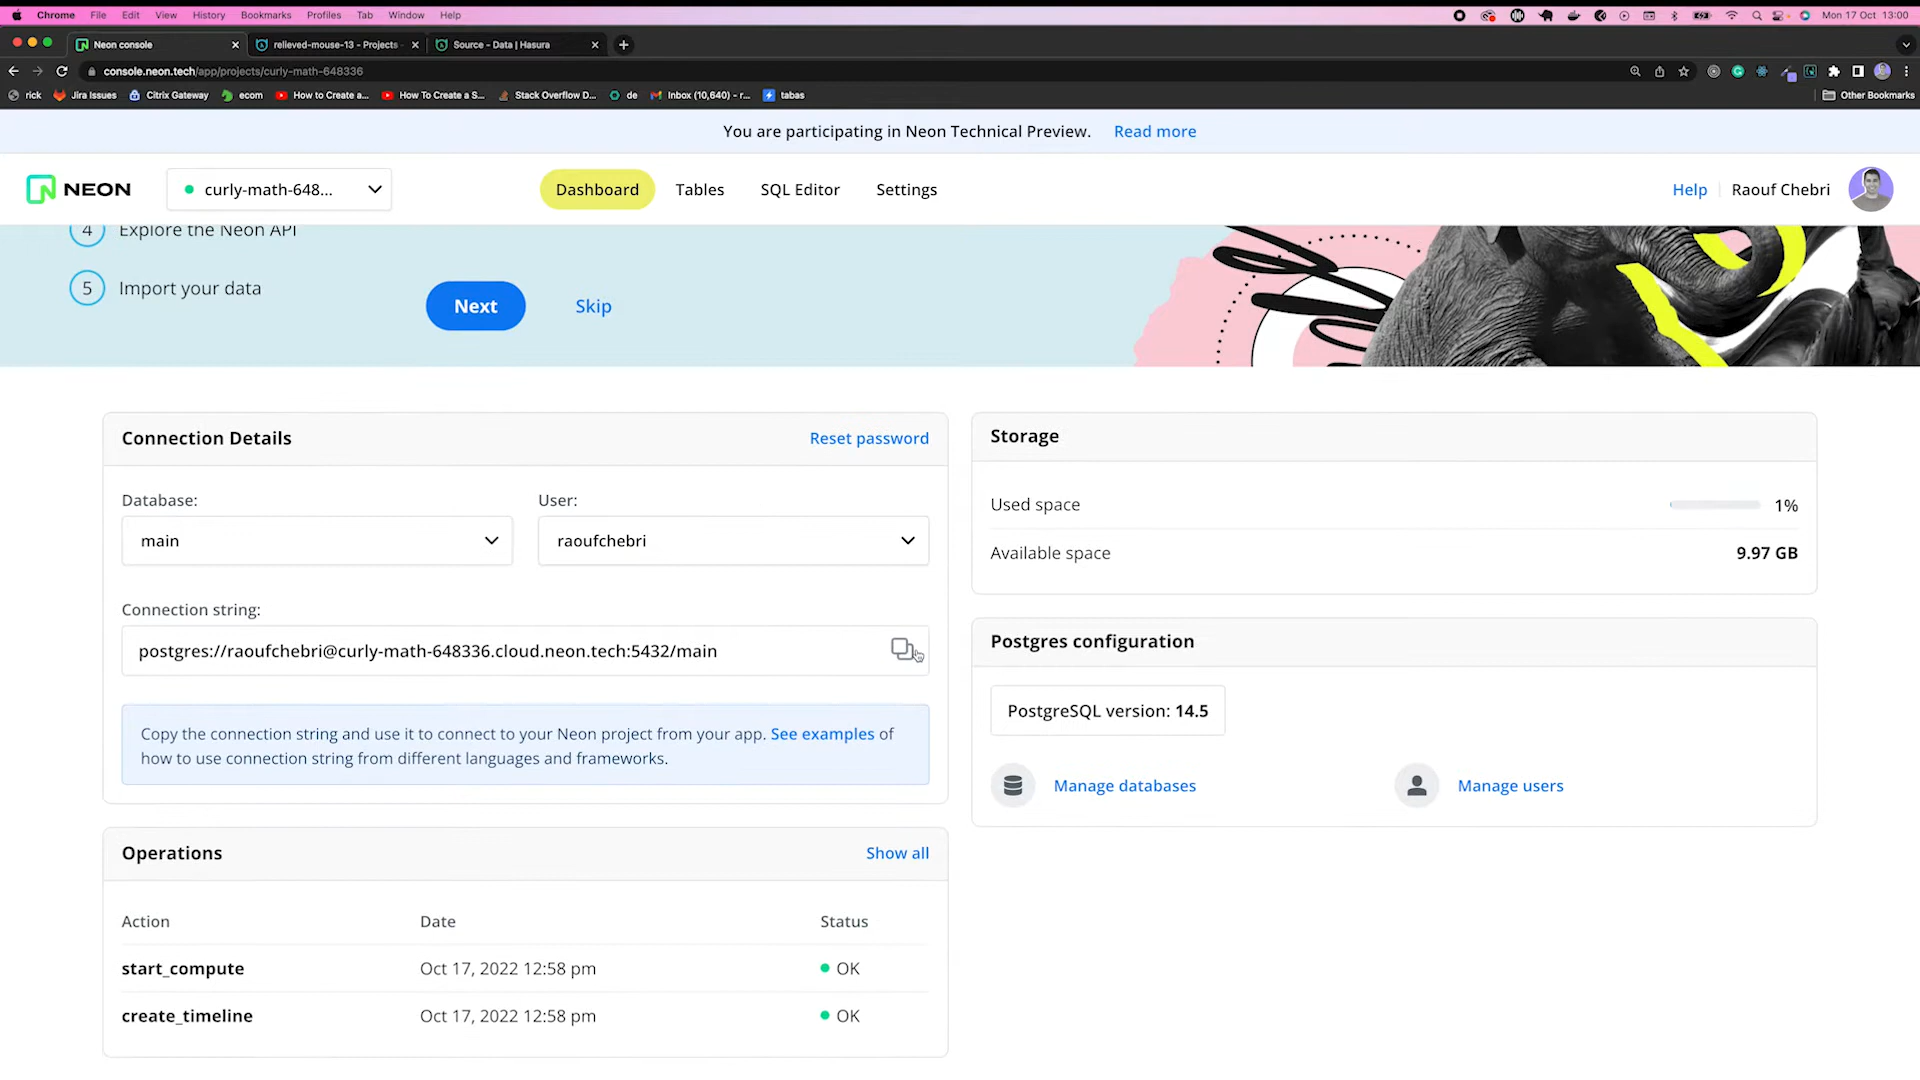 Chrome File Edit View History Bookmarks Profiles Tab Window Help Mon 17 Oct 13:00
Neon console relieved-mouse-13 - Projects - Source - Data | Hasura
console.neon.tech/app/projects/curly-math-648336
rick Jira Issues Citrix Gateway ecom How to Create a... How To Create a S... Stack Overflow D... de Inbox (10,640) - r... tabas Other Bookmarks
You are participating in Neon Technical Preview. Read more
NEON curly-math-648... Dashboard Tables SQL Editor Settings Help Raouf Chebri
4 Explore the Neon API
5 Import your data
Next Skip
Connection Details Reset password
Database: User:
main raoufchebri
Connection string:
postgres://raoufchebri@curly-math-648336.cloud.neon.tech:5432/main
Copy the connection string and use it to connect to your Neon project from your app. See examples of
how to use connection string from different languages and frameworks.
Storage
Used space 1%
Available space 9.97 GB
Postgres configuration
PostgreSQL version: 14.5
Manage databases Manage users
Operations Show all
Action Date Status
start_compute Oct 17, 2022 12:58 pm OK
create_timeline Oct 17, 2022 12:58 pm OK